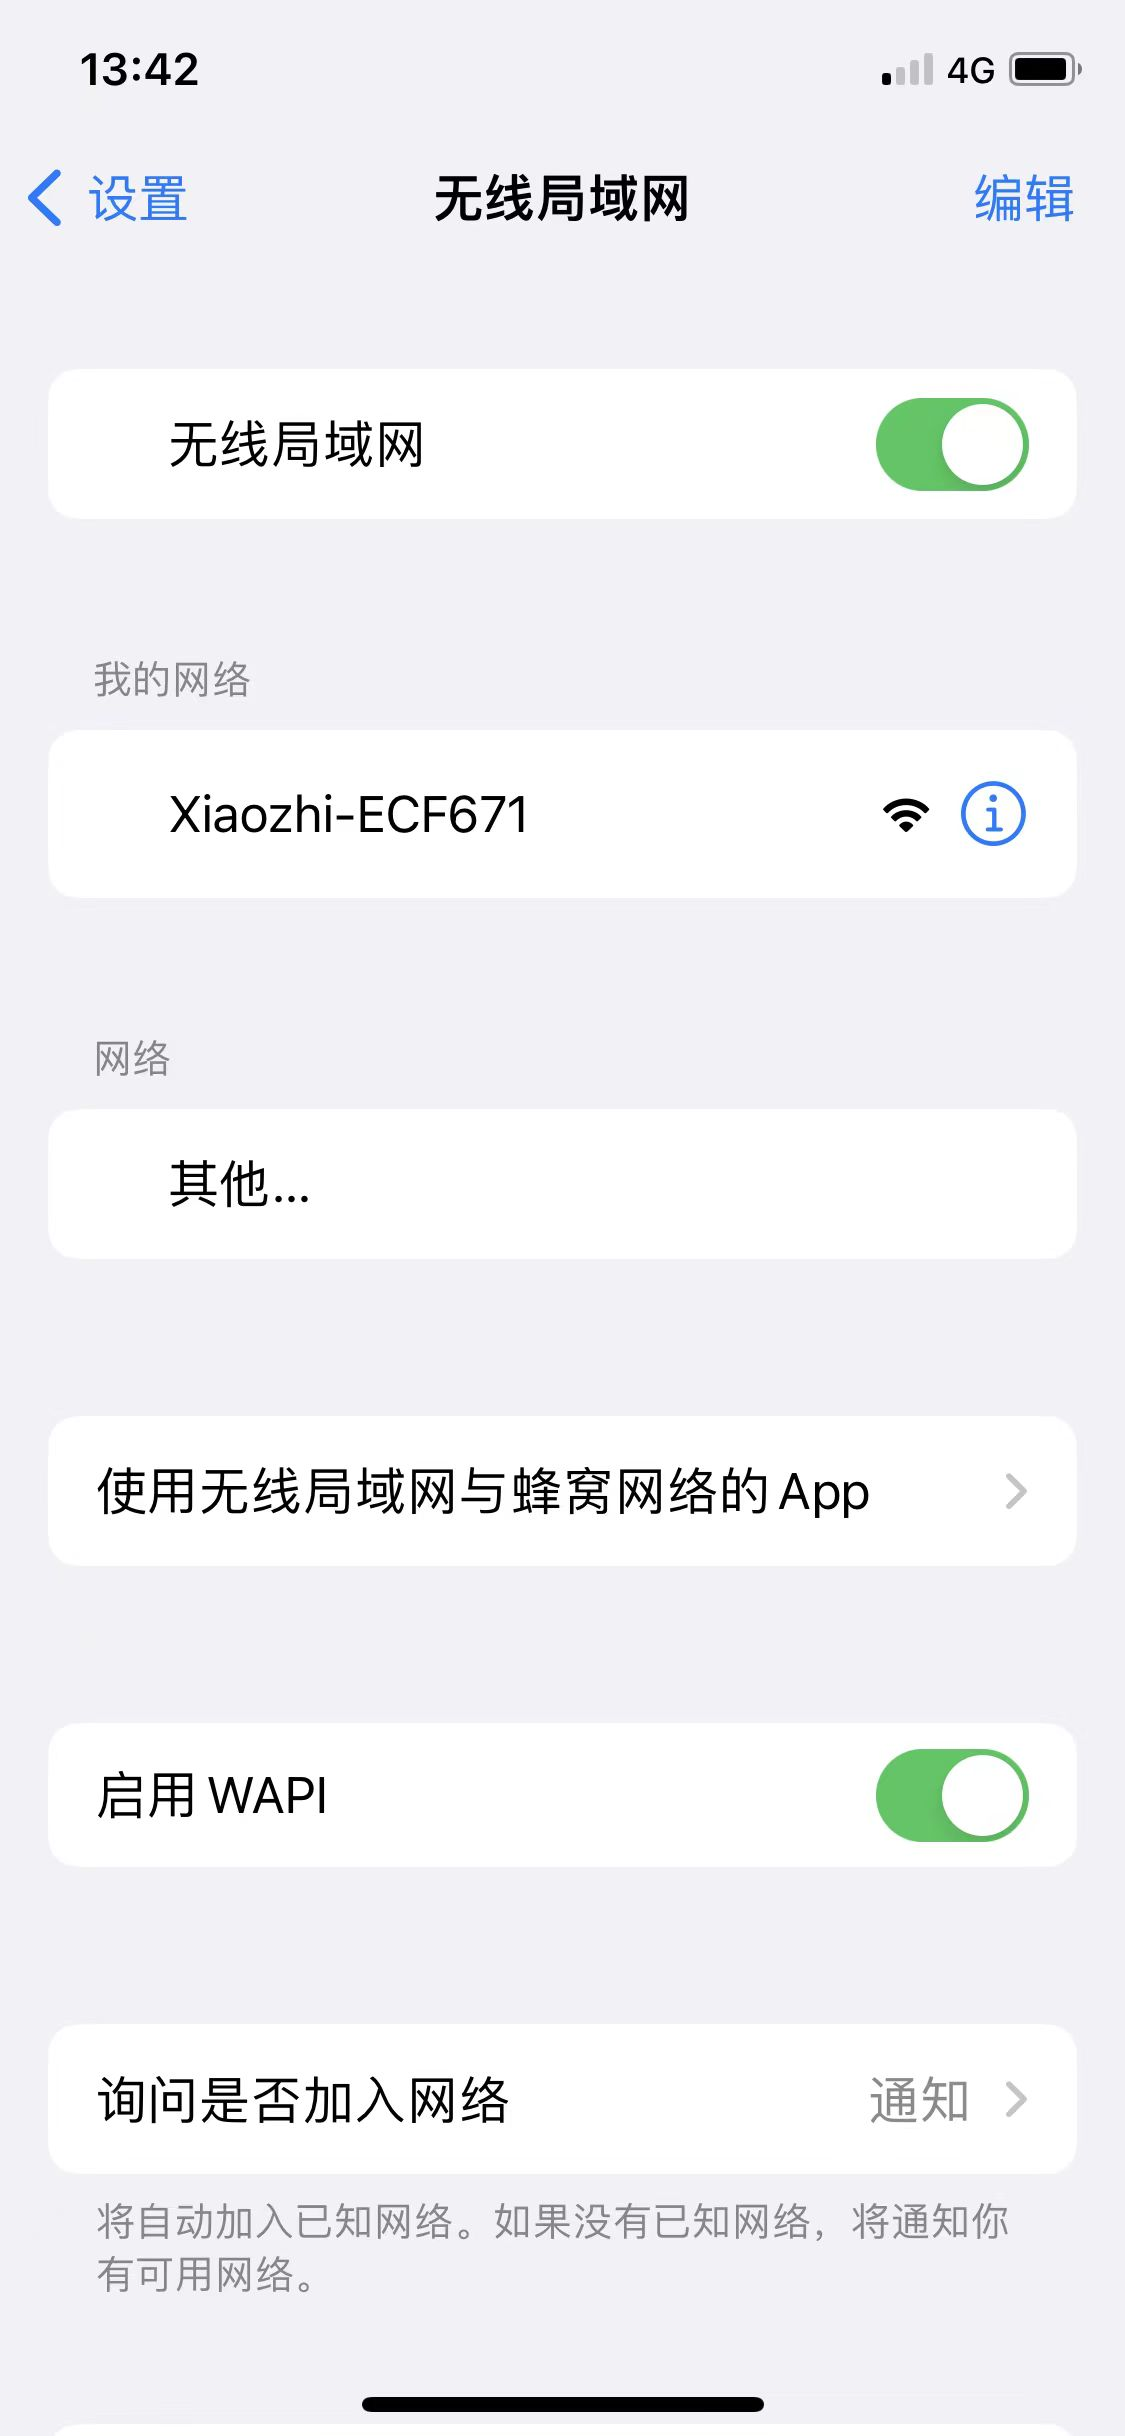 13:42
4G
设置
无线局域网
编辑
无线局域网
我的网络
Xiaozhi-ECF671
网络
其他...
使用无线局域网与蜂窝网络的 App
启用 WAPI
询问是否加入网络
通知
将自动加入已知网络。如果没有已知网络，将通知你
有可用网络。